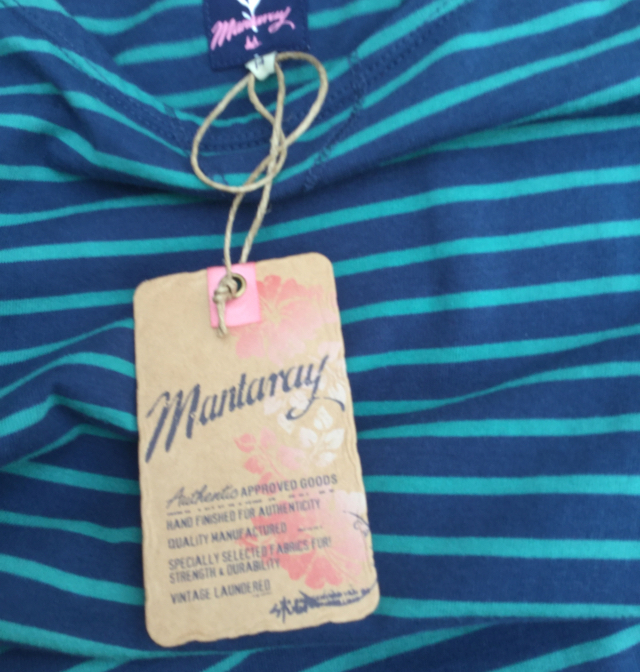 Mantaray
Mantaray
Authentic APPROVED GOODS
HAND FINISHED FOR AUTHENTICITY
QUALITY MANUFACTURED
SPECIALLY SELECTED FABRICS FOR
STRENGTH & DURABILITY
VINTAGE LAUNDERED